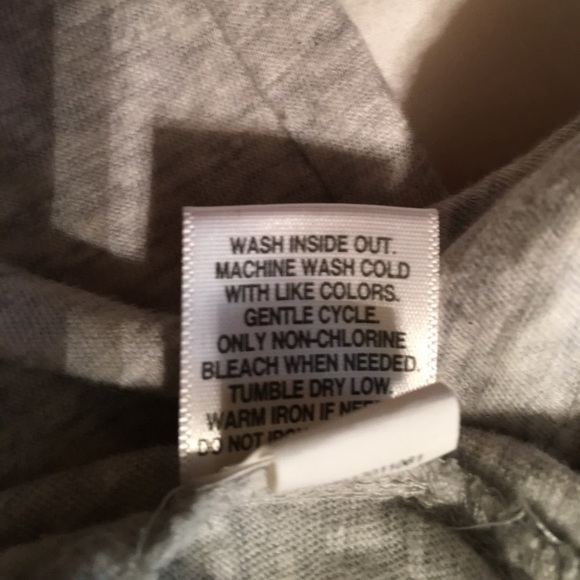 WASH INSIDE OUT.
MACHINE WASH COLD
WITH LIKE COLORS.
GENTLE CYCLE.
ONLY NON-CHLORINE
BLEACH WHEN NEEDED.
TUMBLE DRY LOW.
WARM IRON IF
DO NOT